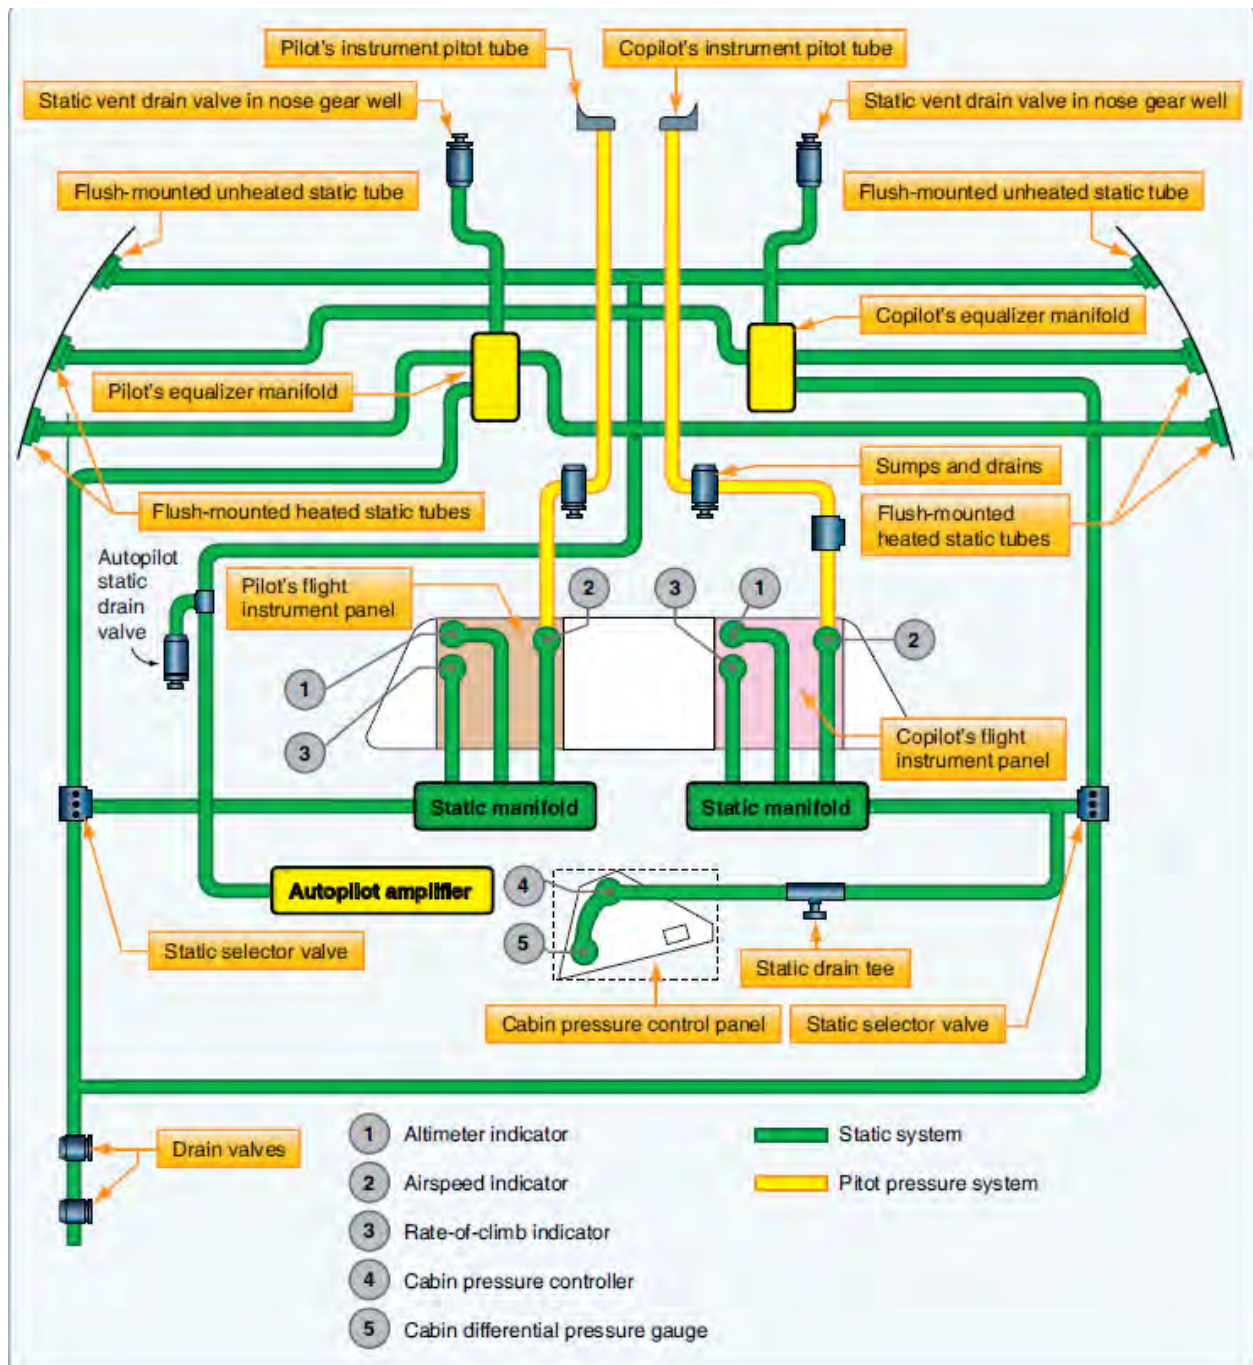 Pilot's instrument pitot tube
Copilot's instrument pitot tube
Static vent drain valve in nose gear well
Static vent drain valve in nose gear well
Flush-mounted unheated static tube
Flush-mounted unheated static tube
Copilot's equalizer manifold
Pilot's equalizer manifold
Sumps and drains
Flush-mounted heated static tubes
Flush-mounted
heated static tubes
Autopilot
static
drain
valve
Pilot's flight
instrument panel
2
3
1
2
1
3
Copilot's flight
instrument panel
Static manifold
Static manifold
Autopilot amplifier
4
5
Static selector valve
Static drain tee
Cabin pressure control panel
Static selector valve
Drain valves
1 Altimeter indicator
2 Airspeed indicator
3 Rate-of-climb indicator
4 Cabin pressure controller
5 Cabin differential pressure gauge
Static system
Pitot pressure system